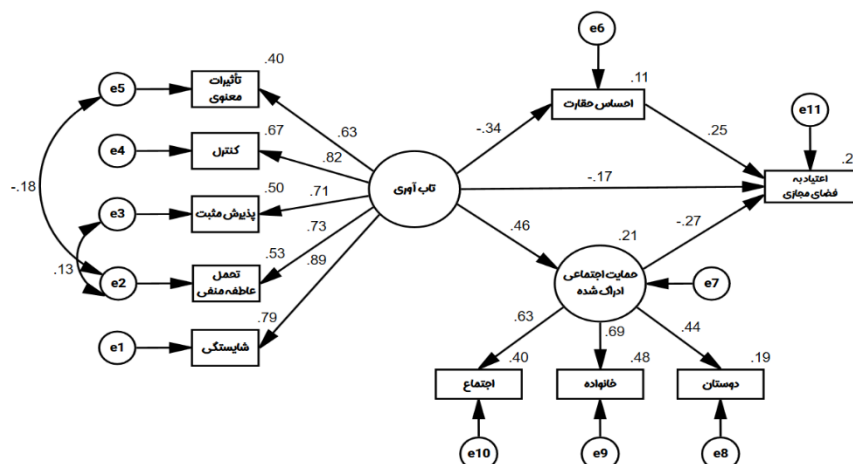 e6
.40
.11
e5
تأثیرات
معنوی
احساس حقارت
e11
.67
.63
-.34
.25
.2
e4
کنترل
.82
اعتیاد به
فضای مجازی
-.17
.50
تاب آوری
-.18
.71
e3
پذیرش مثبت
.73
.46
.21
-.27
.53
.89
.13
e2
تحمل
عاطفه منفی
حمایت اجتماعی
ادراک شده
e7
.79
.63
.69
.44
e1
شایستگی
.40
.48
.19
اجتماع
خانواده
دوستان
e10
e9
e8